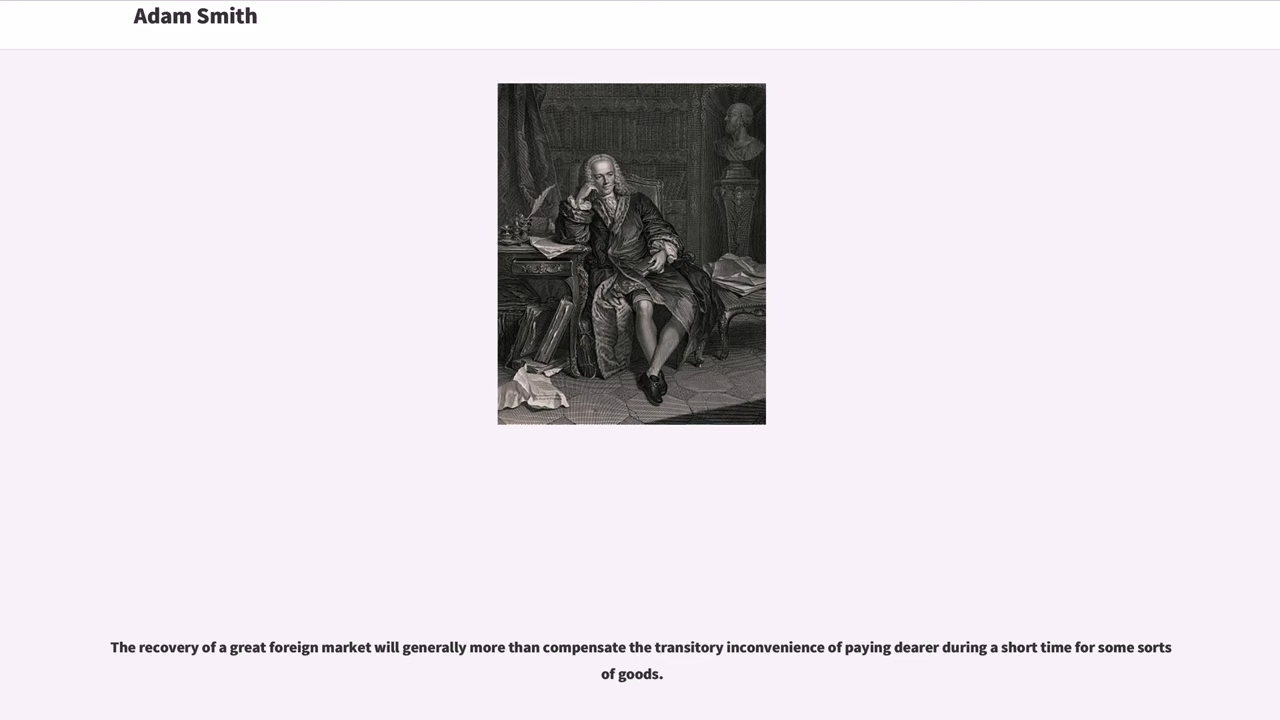 Adam Smith
The recovery of a great foreign market will generally more than compensate the transitory inconvenience of paying dearer during a short time for some sorts
of goods.